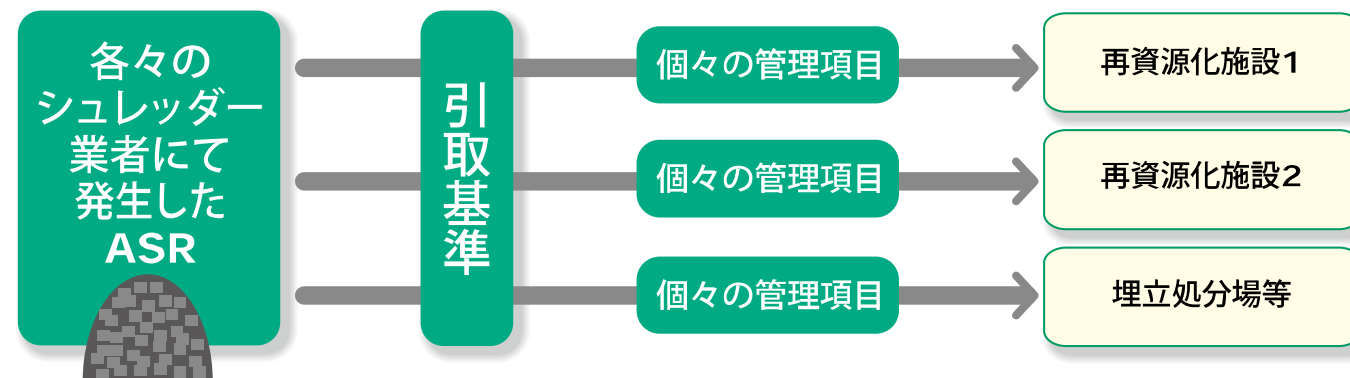 各々の
シュレッダー
業者にて
発生した
ASR
引取基準
個々の管理項目
再資源化施設1
個々の管理項目
再資源化施設2
個々の管理項目
埋立処分場等